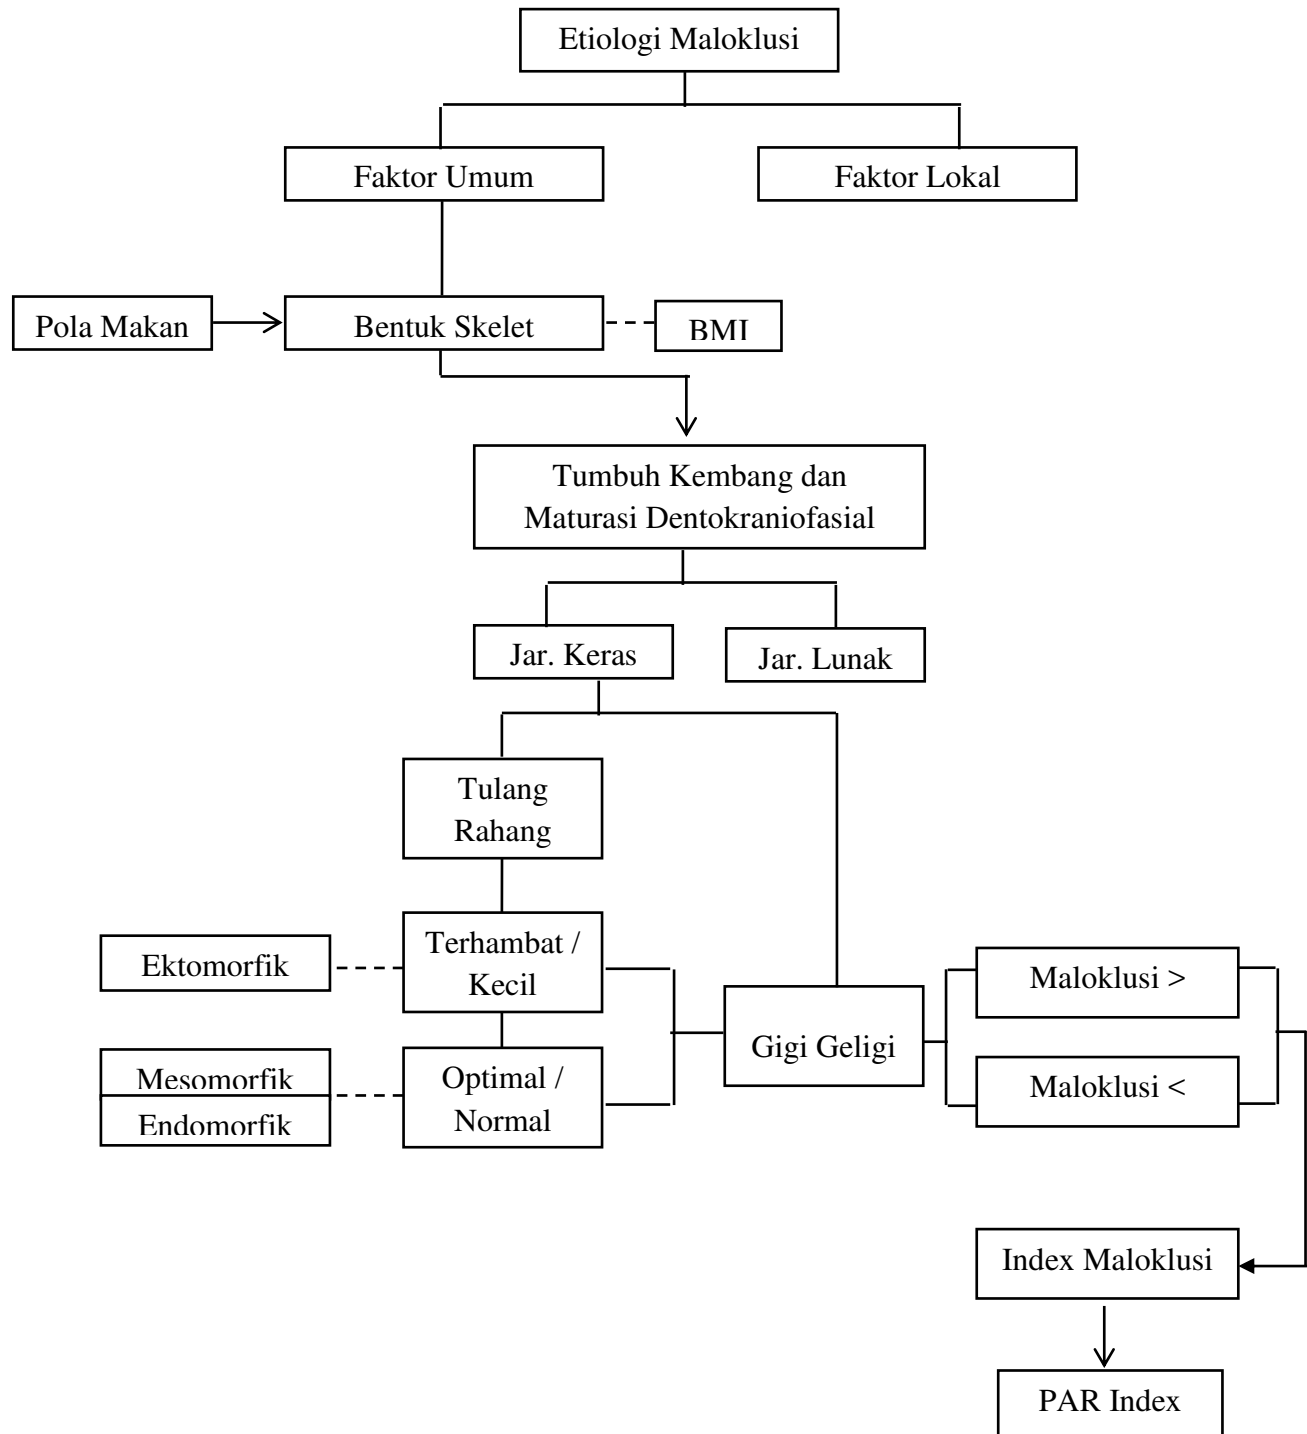 Etiologi Maloklusi
Faktor Umum
Faktor Lokal
Pola Makan
Bentuk Skelet
BMI
Tumbuh Kembang dan
Maturasi Dentokraniofasial
Jar. Keras
Jar. Lunak
Tulang
Rahang
Ektomorfik
Terhambat /
Kecil
Mesomorfik
Endomorfik
Optimal /
Normal
Gigi Geligi
Maloklusi >
Maloklusi <
Index Maloklusi
PAR Index